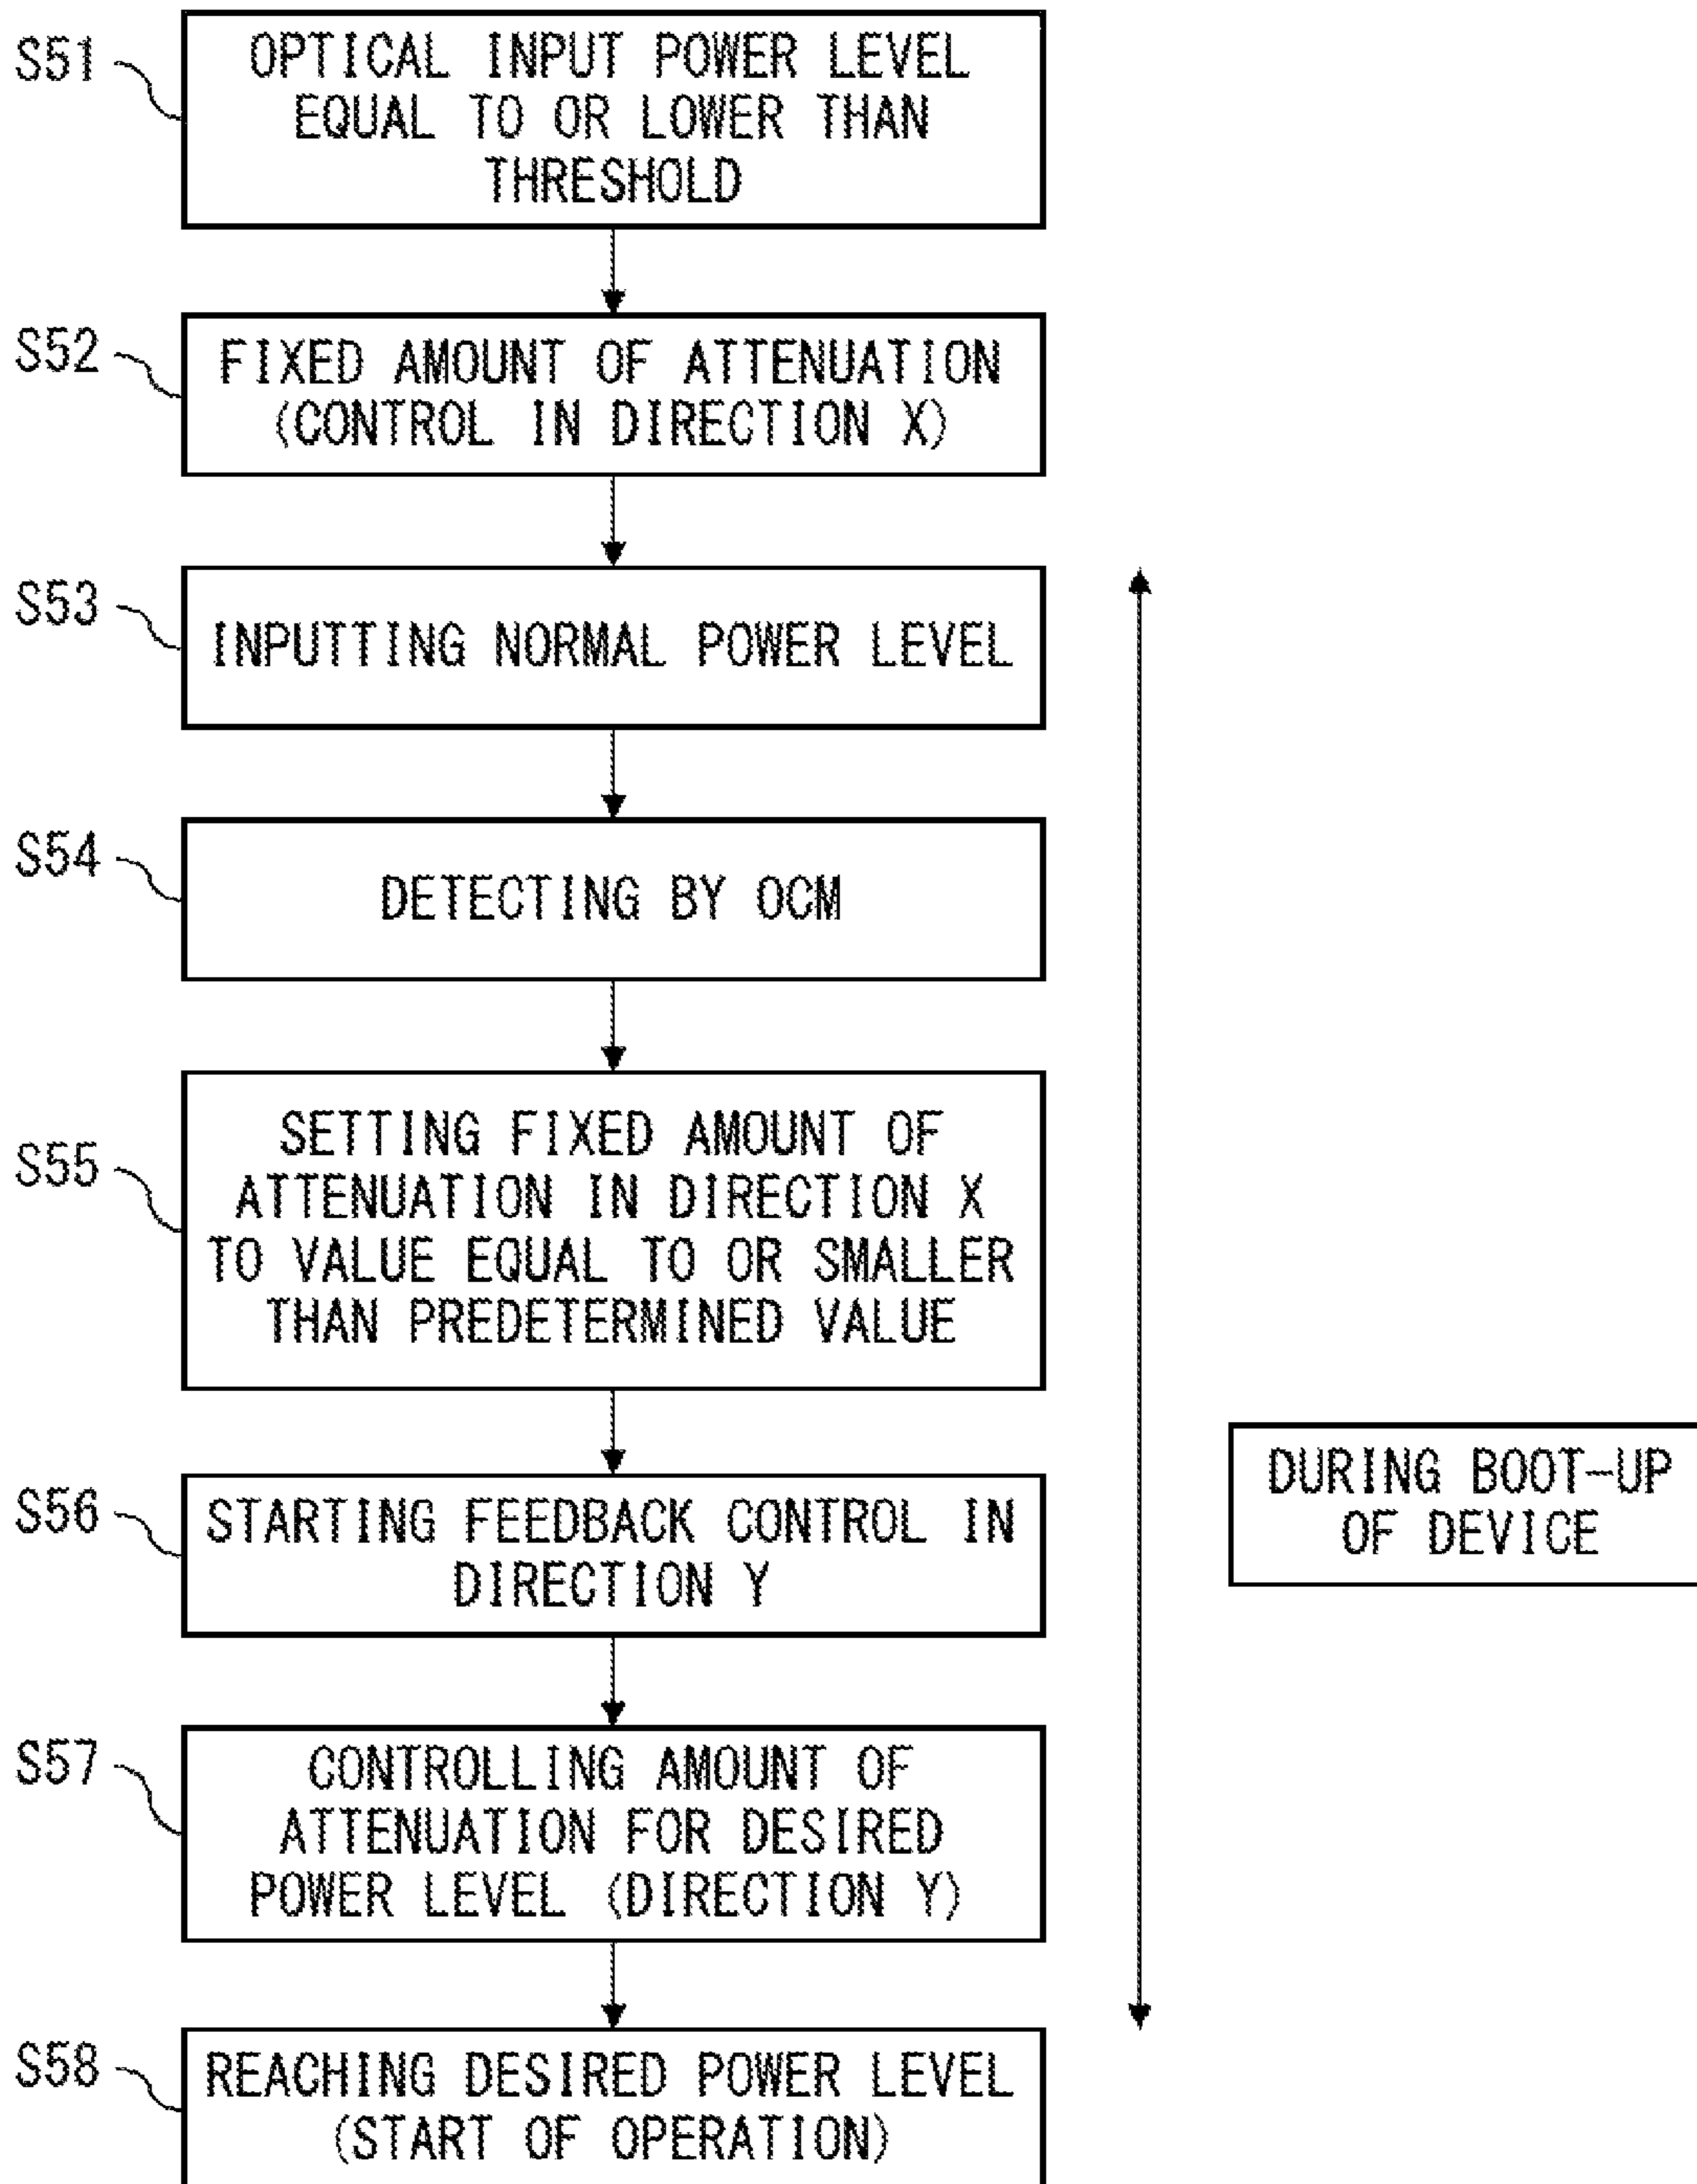 S51
OPTICAL INPUT POWER LEVEL
EQUAL TO OR LOWER THAN
THRESHOLD
S52
FIXED AMOUNT OF ATTENUATION
(CONTROL IN DIRECTION X)
S53
INPUTTING NORMAL POWER LEVEL
S54
DETECTING BY OCM
S55
SETTING FIXED AMOUNT OF
ATTENUATION IN DIRECTION X
TO VALUE EQUAL TO OR SMALLER
THAN PREDETERMINED VALUE
S56
STARTING FEEDBACK CONTROL IN
DIRECTION Y
S57
CONTROLLING AMOUNT OF
ATTENUATION FOR DESIRED
POWER LEVEL (DIRECTION Y)
S58
REACHING DESIRED POWER LEVEL
(START OF OPERATION)
DURING BOOT-UP
OF DEVICE